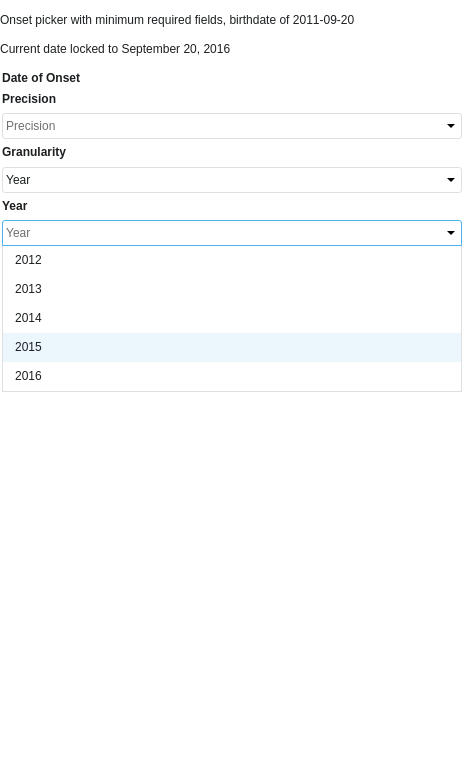 Onset picker with minimum required fields, birthdate of 2011-09-20
Current date locked to September 20, 2016
Date of Onset
Precision
Precision
Granularity
Year
Year
Year
2012
2013
2014
2015
2016